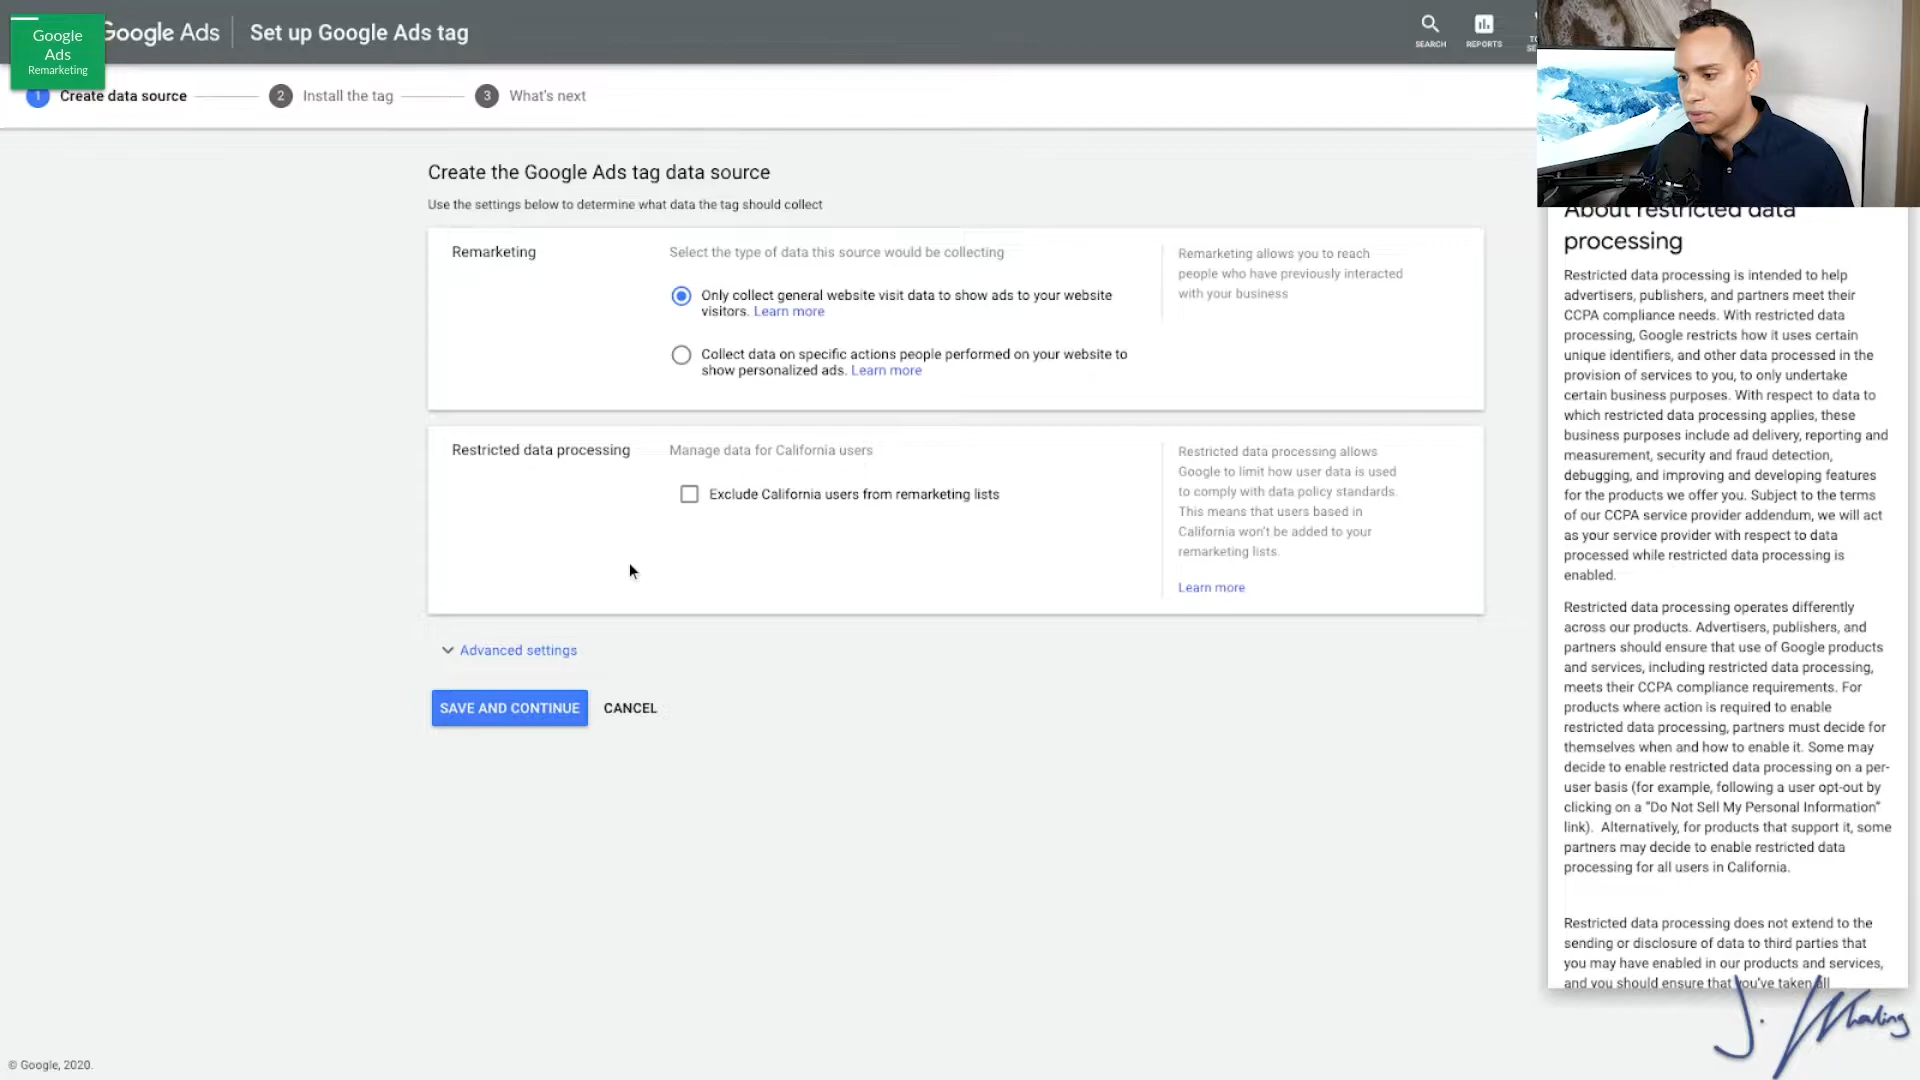 Google
Ads
Remarketing
Google Ads
Set up Google Ads tag
SEARCH
REPORTS
1
Create data source
2
Install the tag
3
What's next
Create the Google Ads tag data source
Use the settings below to determine what data the tag should collect
Remarketing
Select the type of data this source would be collecting
Only collect general website visit data to show ads to your website
visitors. Learn more
Collect data on specific actions people performed on your website to
show personalized ads. Learn more
Remarketing allows you to reach
people who have previously interacted
with your business
Restricted data processing
Manage data for California users
Exclude California users from remarketing lists
Restricted data processing allows
Google to limit how user data is used
to comply with data policy standards.
This means that users based in
California won't be added to your
remarketing lists.
Learn more
Advanced settings
SAVE AND CONTINUE
CANCEL
About restricted data
processing
Restricted data processing is intended to help
advertisers, publishers, and partners meet their
CCPA compliance needs. With restricted data
processing, Google restricts how it uses certain
unique identifiers, and other data processed in the
provision of services to you, to only undertake
certain business purposes. With respect to data to
which restricted data processing applies, these
business purposes include ad delivery, reporting and
measurement, security and fraud detection,
debugging, and improving and developing features
for the products we offer you. Subject to the terms
of our CCPA service provider addendum, we will act
as your service provider with respect to data
processed while restricted data processing is
enabled.
Restricted data processing operates differently
across our products. Advertisers, publishers, and
partners should ensure that use of Google products
and services, including restricted data processing,
meets their CCPA compliance requirements. For
products where action is required to enable
restricted data processing, partners must decide for
themselves when and how to enable it. Some may
decide to enable restricted data processing on a per-
user basis (for example, following a user opt-out by
clicking on a “Do Not Sell My Personal Information”
link).  Alternatively, for products that support it, some
partners may decide to enable restricted data
processing for all users in California.
Restricted data processing does not extend to the
sending or disclosure of data to third parties that
you may have enabled in our products and services,
and you should ensure that you've taken all
© Google, 2020.